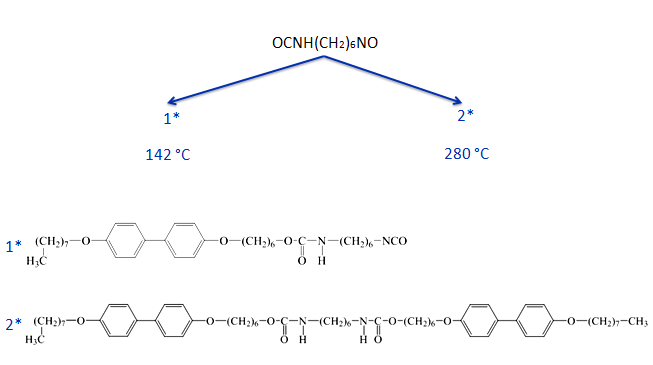 OCNH(CH₂)₆NO
1* 2*
142 °C 280 °C
1* (CH₂)₇–O O–(CH₂)₆–O–C–N–(CH₂)₆–NCO
H₃C O H
2* (CH₂)₇–O O–(CH₂)₆–O–C–N–(CH₂)₆–N–C–O–(CH₂)₆–O O–(CH₂)₇–CH₃
H₃C O H H O